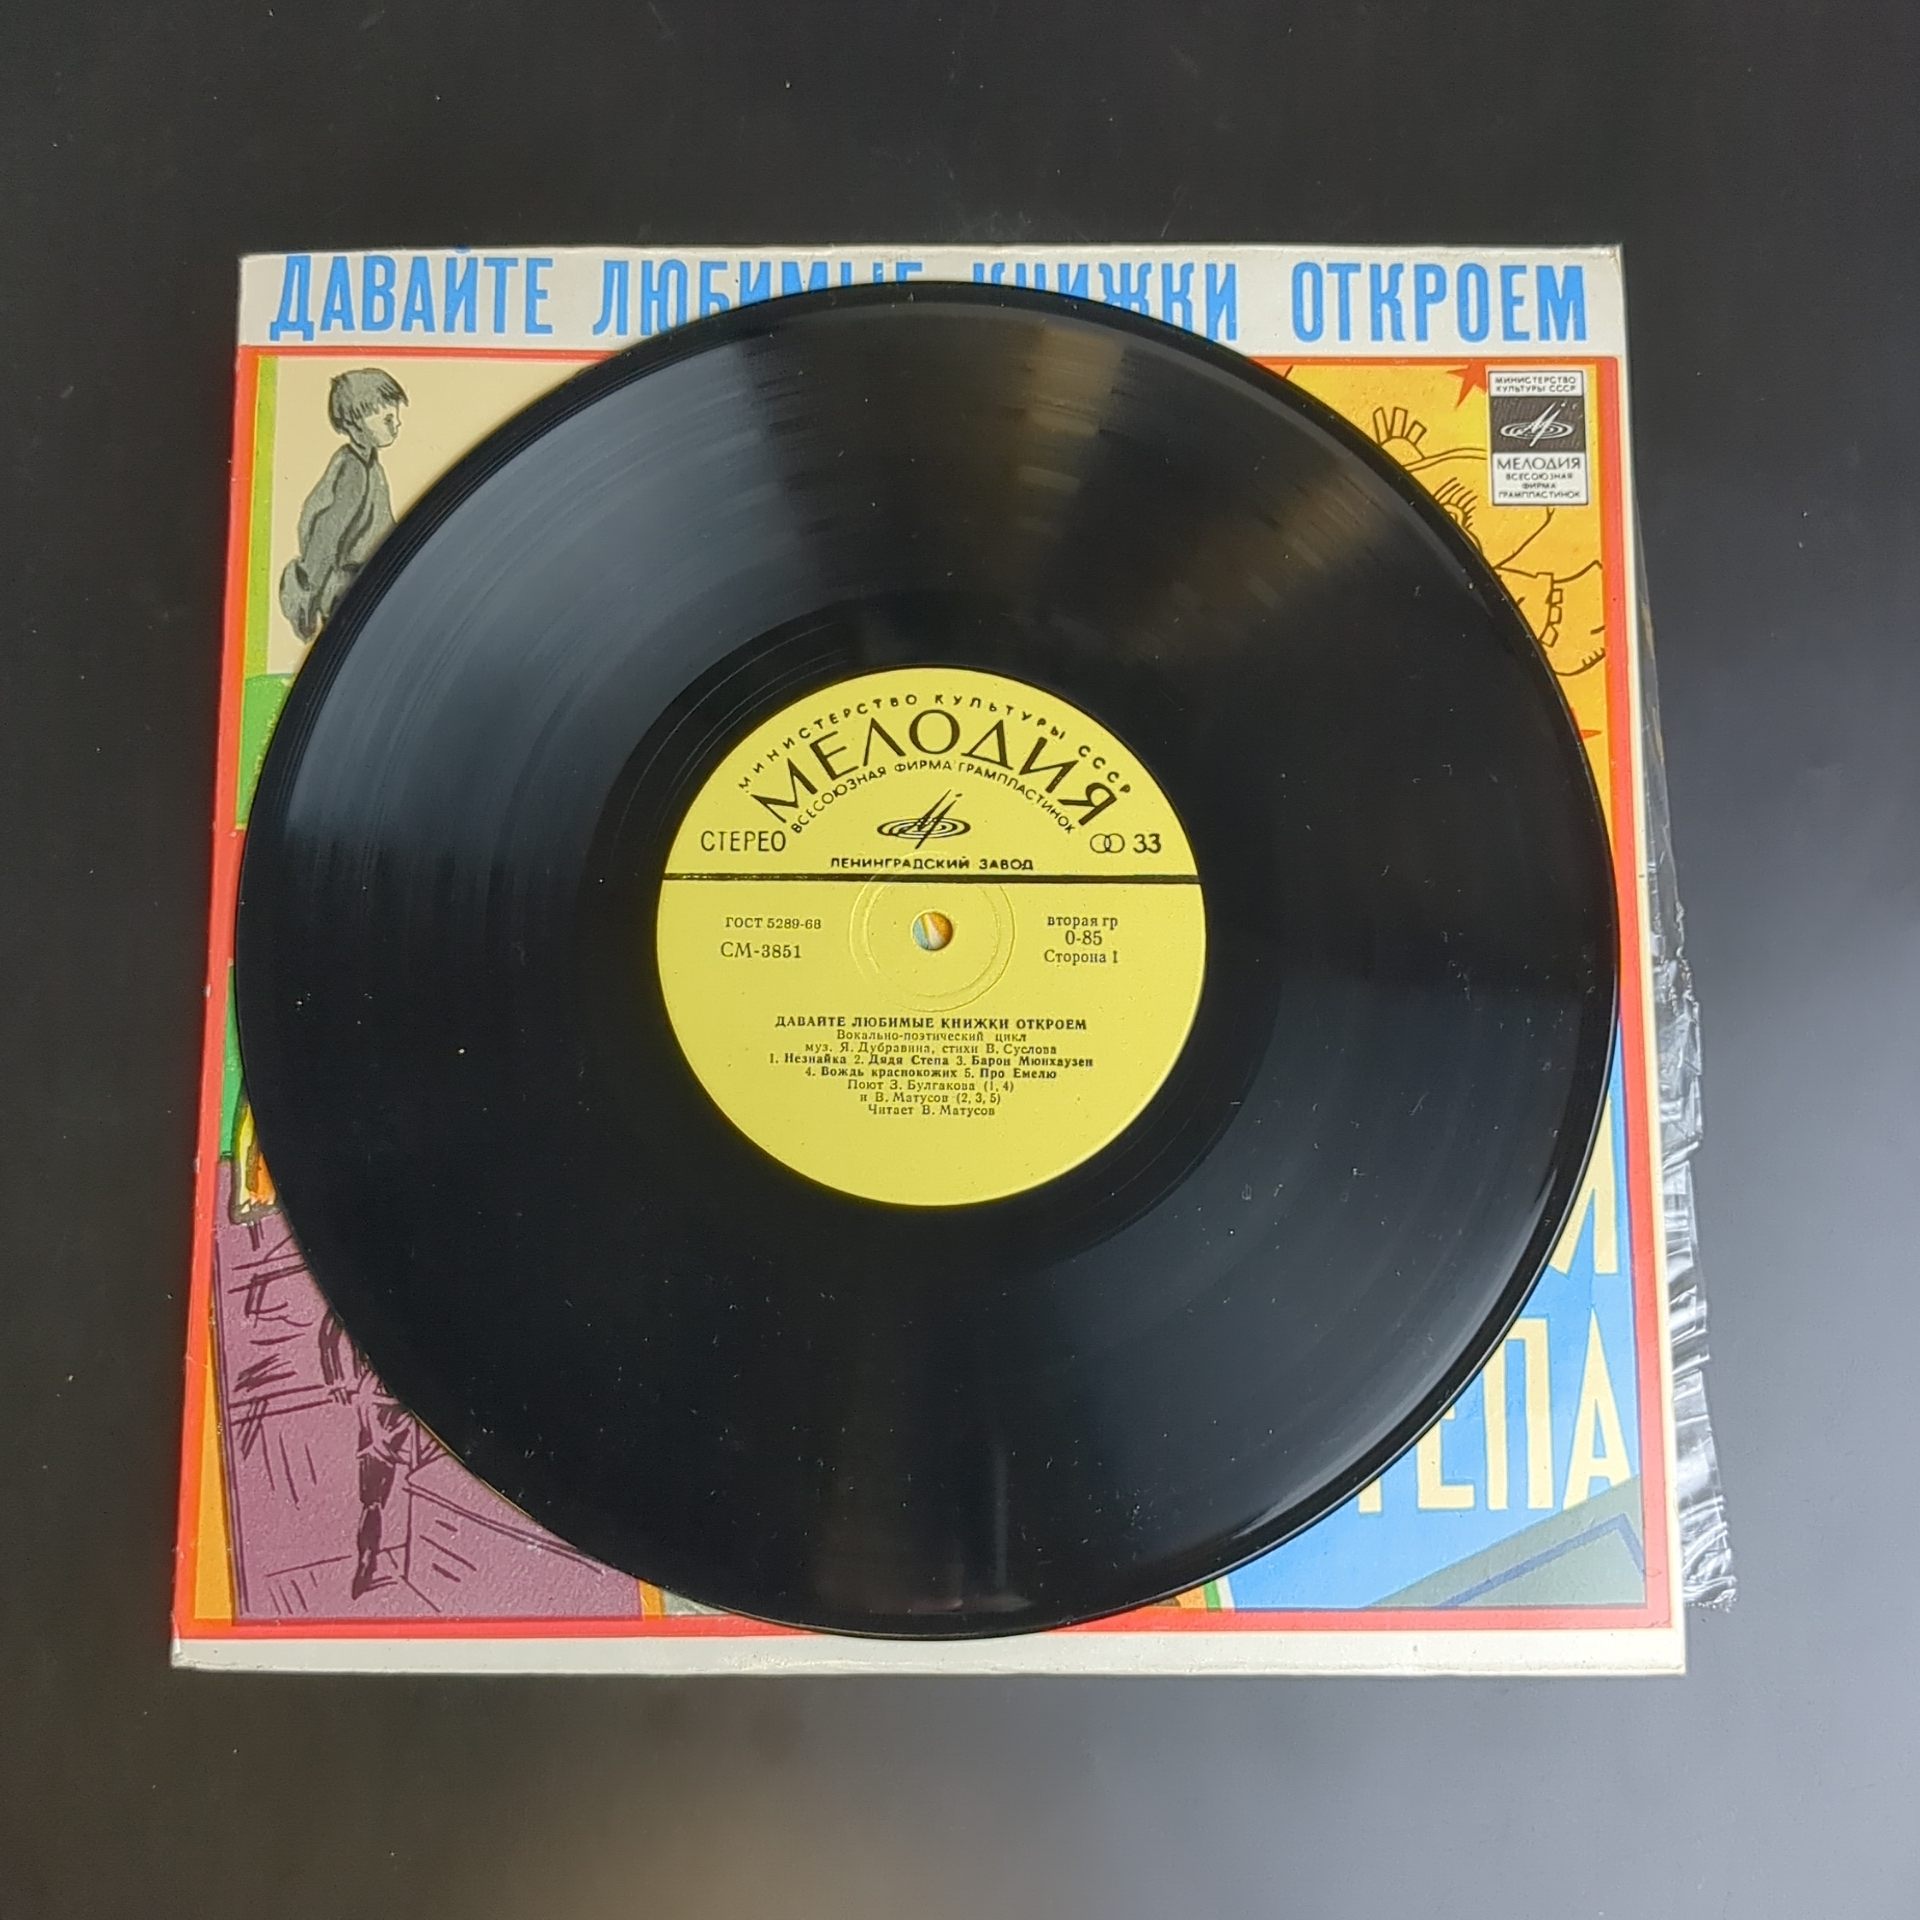 ДАВАЙТЕ ЛЮБИМЫЕ КНИЖКИ ОТКРОЕМ
МИНИСТЕРСТВО
КУЛЬТУРЫ СССР
МЕЛОДИЯ
ВСЕСОЮЗНАЯ
ФИРМА
ГРАМПЛАСТИНОК
МИНИСТЕРСТВО КУЛЬТУРЫ СССР
МЕЛОДИЯ
ВСЕСОЮЗНАЯ ФИРМА ГРАМПЛАСТИНОК
СТЕРЕО
33
ЛЕНИНГРАДСКИЙ ЗАВОД
ГОСТ 5289-68
СМ-3851
вторая гр
0-85
Сторона I
ДАВАЙТЕ ЛЮБИМЫЕ КНИЖКИ ОТКРОЕМ
Вокально-поэтический цикл
муз. Я. Дубравина, стихи В. Суслова
1. Незнайка 2. Дядя Степа 3. Барон Мюнхаузен
4. Вождь краснокожих 5. Про Емелю
Поют З. Булгакова (1, 4)
и В. Матусов (2, 3, 5)
Читает В. Матусов
ТЕПА